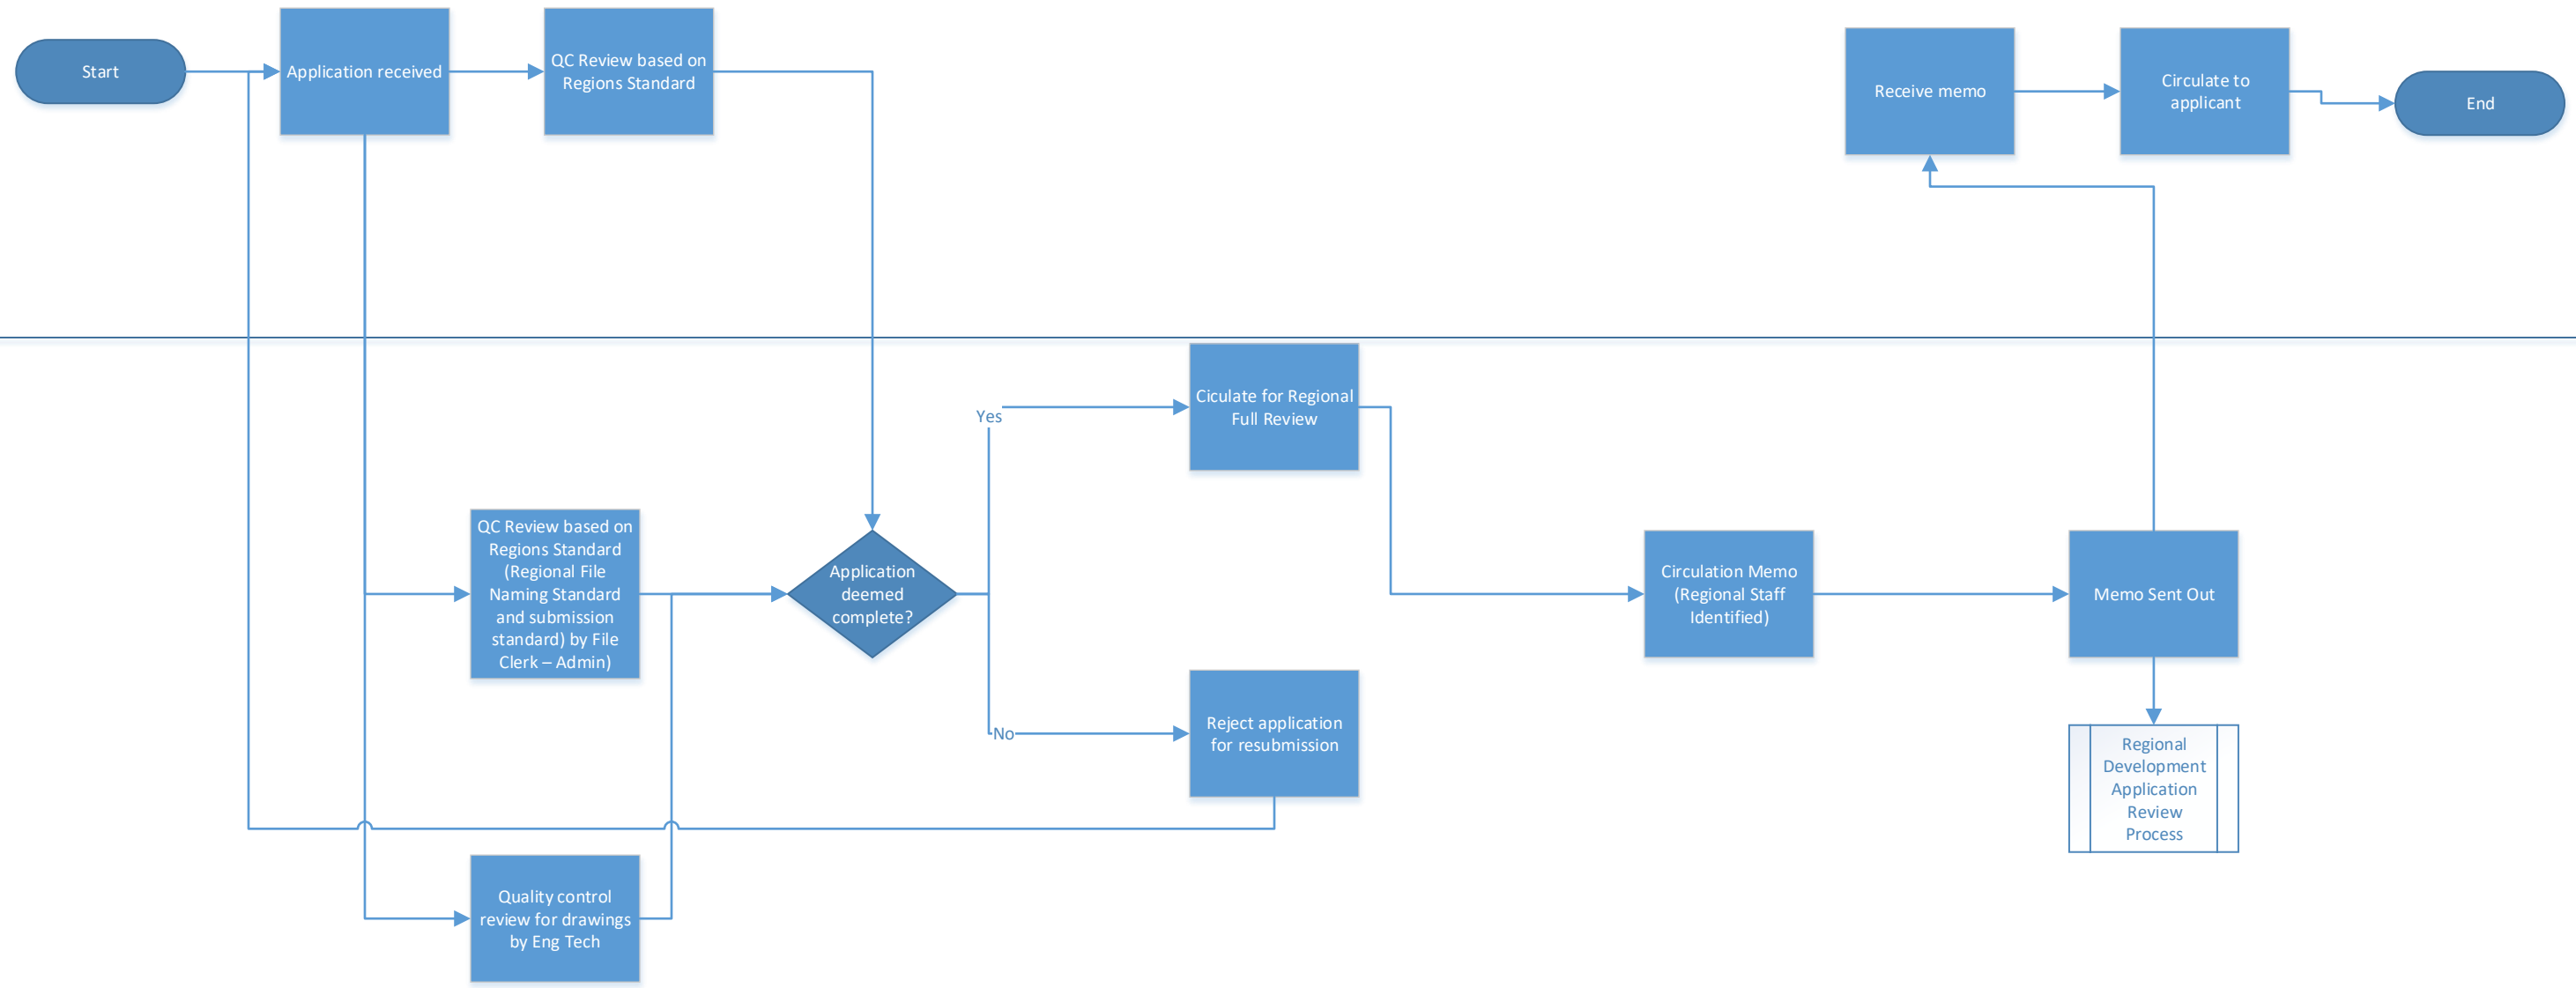 Start
Application received
QC Review based on
Regions Standard
Receive memo
Circulate to
applicant
End
Yes
Ciculate for Regional
Full Review
QC Review based on
Regions Standard
(Regional File
Naming Standard
and submission
standard) by File
Clerk – Admin)
Application
deemed
complete?
Circulation Memo
(Regional Staff
Identified)
Memo Sent Out
No
Reject application
for resubmission
Regional
Development
Application
Review
Process
Quality control
review for drawings
by Eng Tech